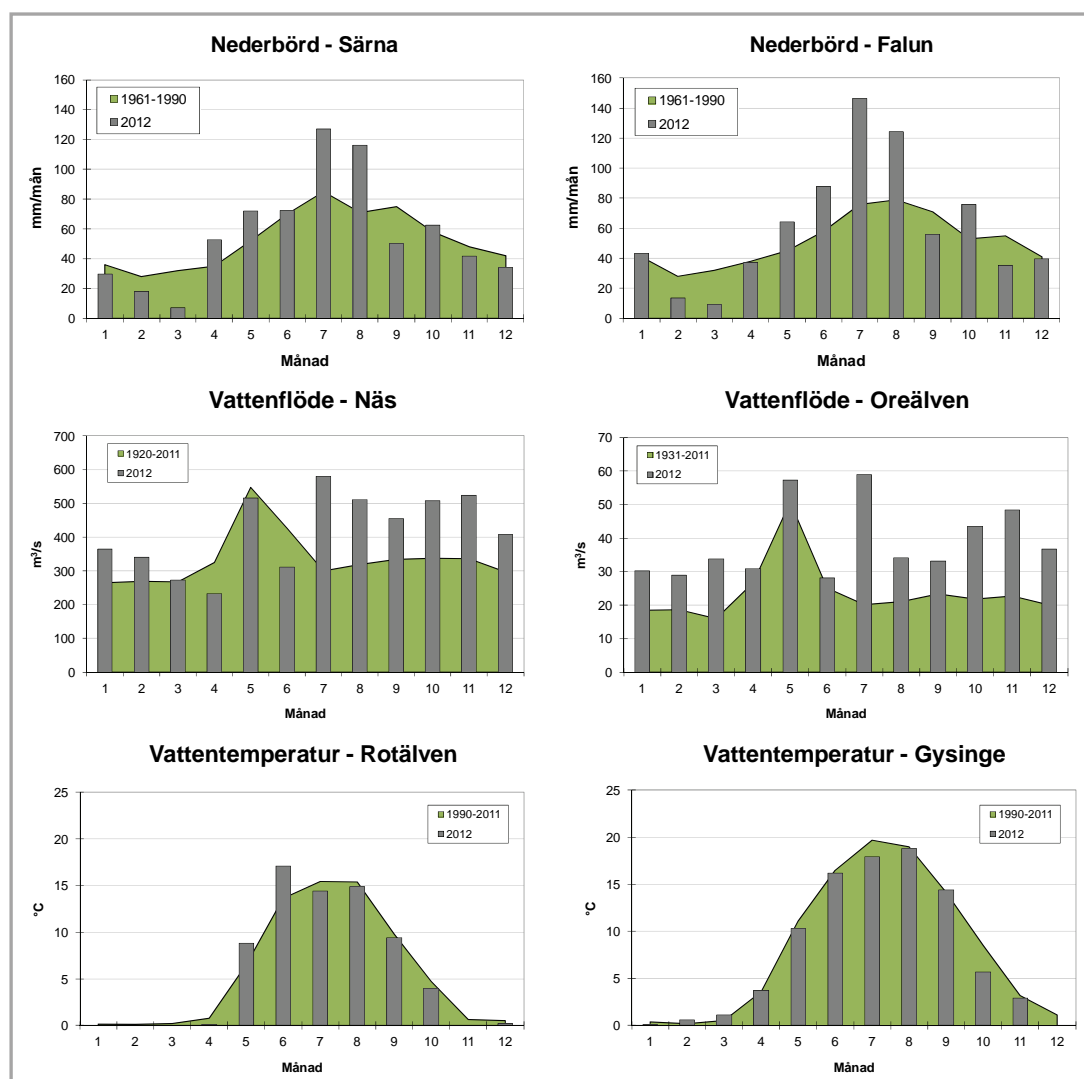 Nederbörd - Särna
160
140
120
100
80
60
40
20
0
mm/mån
1961-1990
2012
1 2 3 4 5 6 7 8 9 10 11 12
Månad
Nederbörd - Falun
160
140
120
100
80
60
40
20
0
mm/mån
1961-1990
2012
1 2 3 4 5 6 7 8 9 10 11 12
Månad
Vattenflöde - Näs
700
600
500
400
300
200
100
0
m³/s
1920-2011
2012
1 2 3 4 5 6 7 8 9 10 11 12
Månad
Vattenflöde - Oreälven
70
60
50
40
30
20
10
0
m³/s
1931-2011
2012
1 2 3 4 5 6 7 8 9 10 11 12
Månad
Vattentemperatur - Rotälven
25
20
15
10
5
0
°C
1990-2011
2012
1 2 3 4 5 6 7 8 9 10 11 12
Månad
Vattentemperatur - Gysinge
25
20
15
10
5
0
°C
1990-2011
2012
1 2 3 4 5 6 7 8 9 10 11 12
Månad